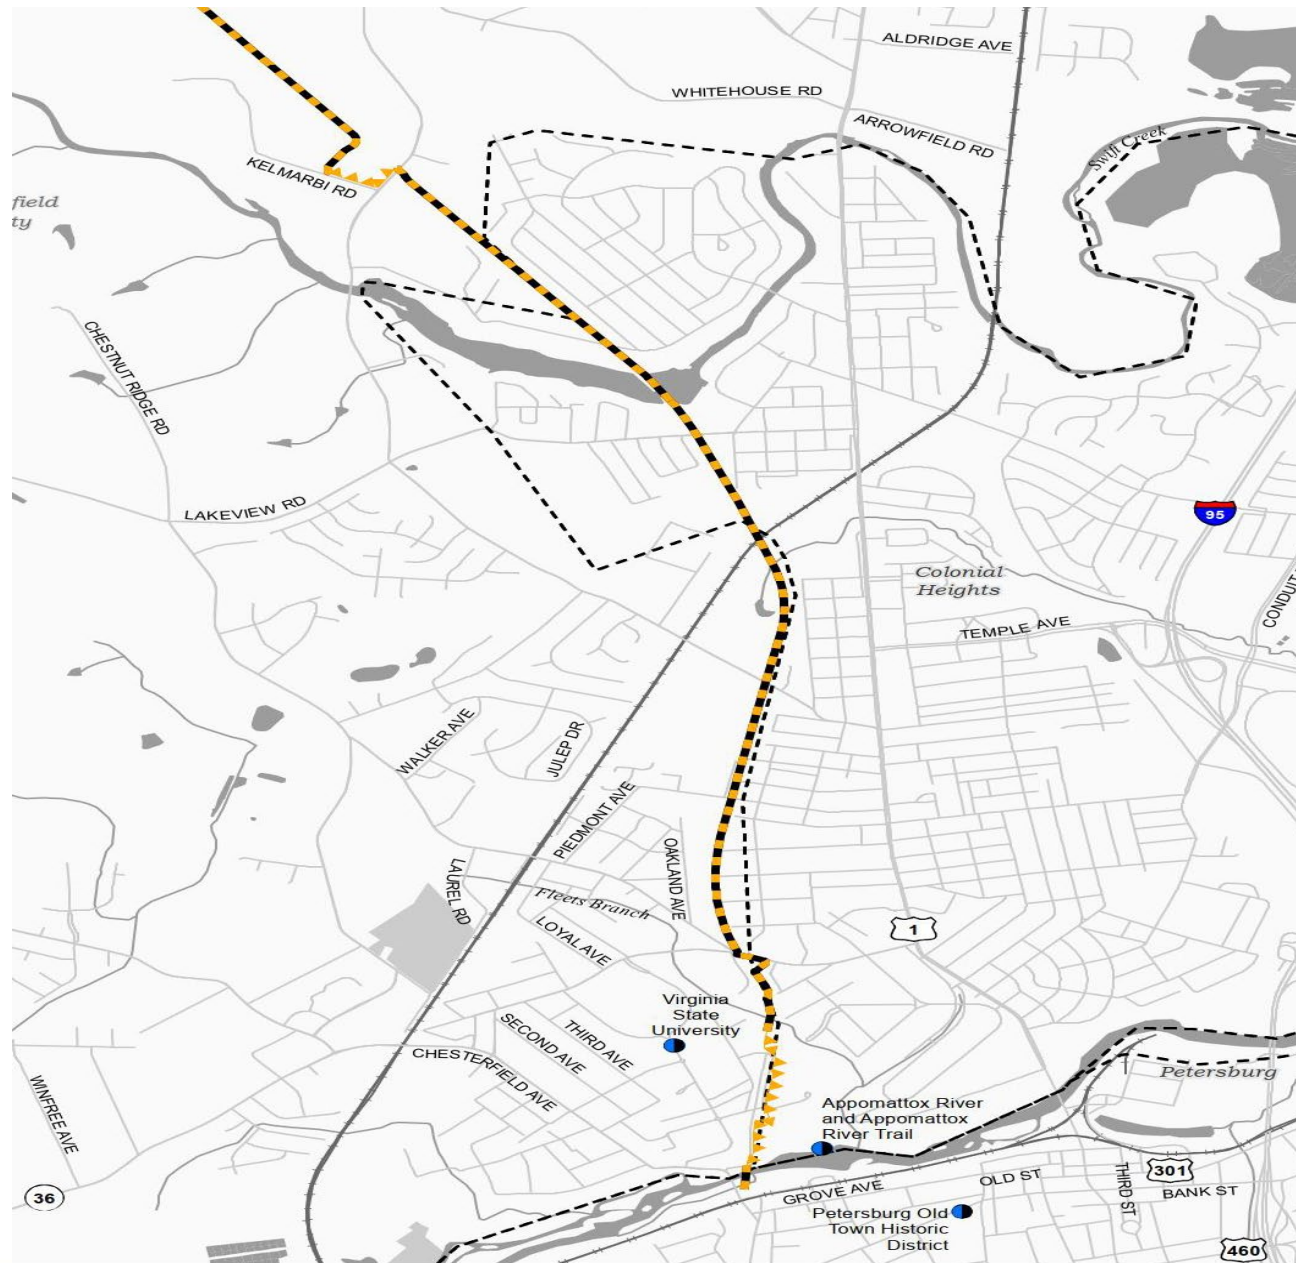 ALDRIDGE AVE
WHITEHOUSE RD
ARROWFIELD RD
Swift Creek
KELMARBI RD
field
ty
CHESTNUT RIDGE RD
LAKEVIEW RD
95
Colonial
Heights
CONDUIT
TEMPLE AVE
WALKER AVE
JULEP DR
PIEDMONT AVE
OAKLAND AVE
LAUREL RD
Fleets Branch
LOYAL AVE
1
Virginia
State
University
SECOND AVE
THIRD AVE
CHESTERFIELD AVE
WINFREE AVE
Petersburg
Appomattox River
and Appomattox
River Trail
36
GROVE AVE
OLD ST
THIRD ST
301
BANK ST
Petersburg Old
Town Historic
District
460